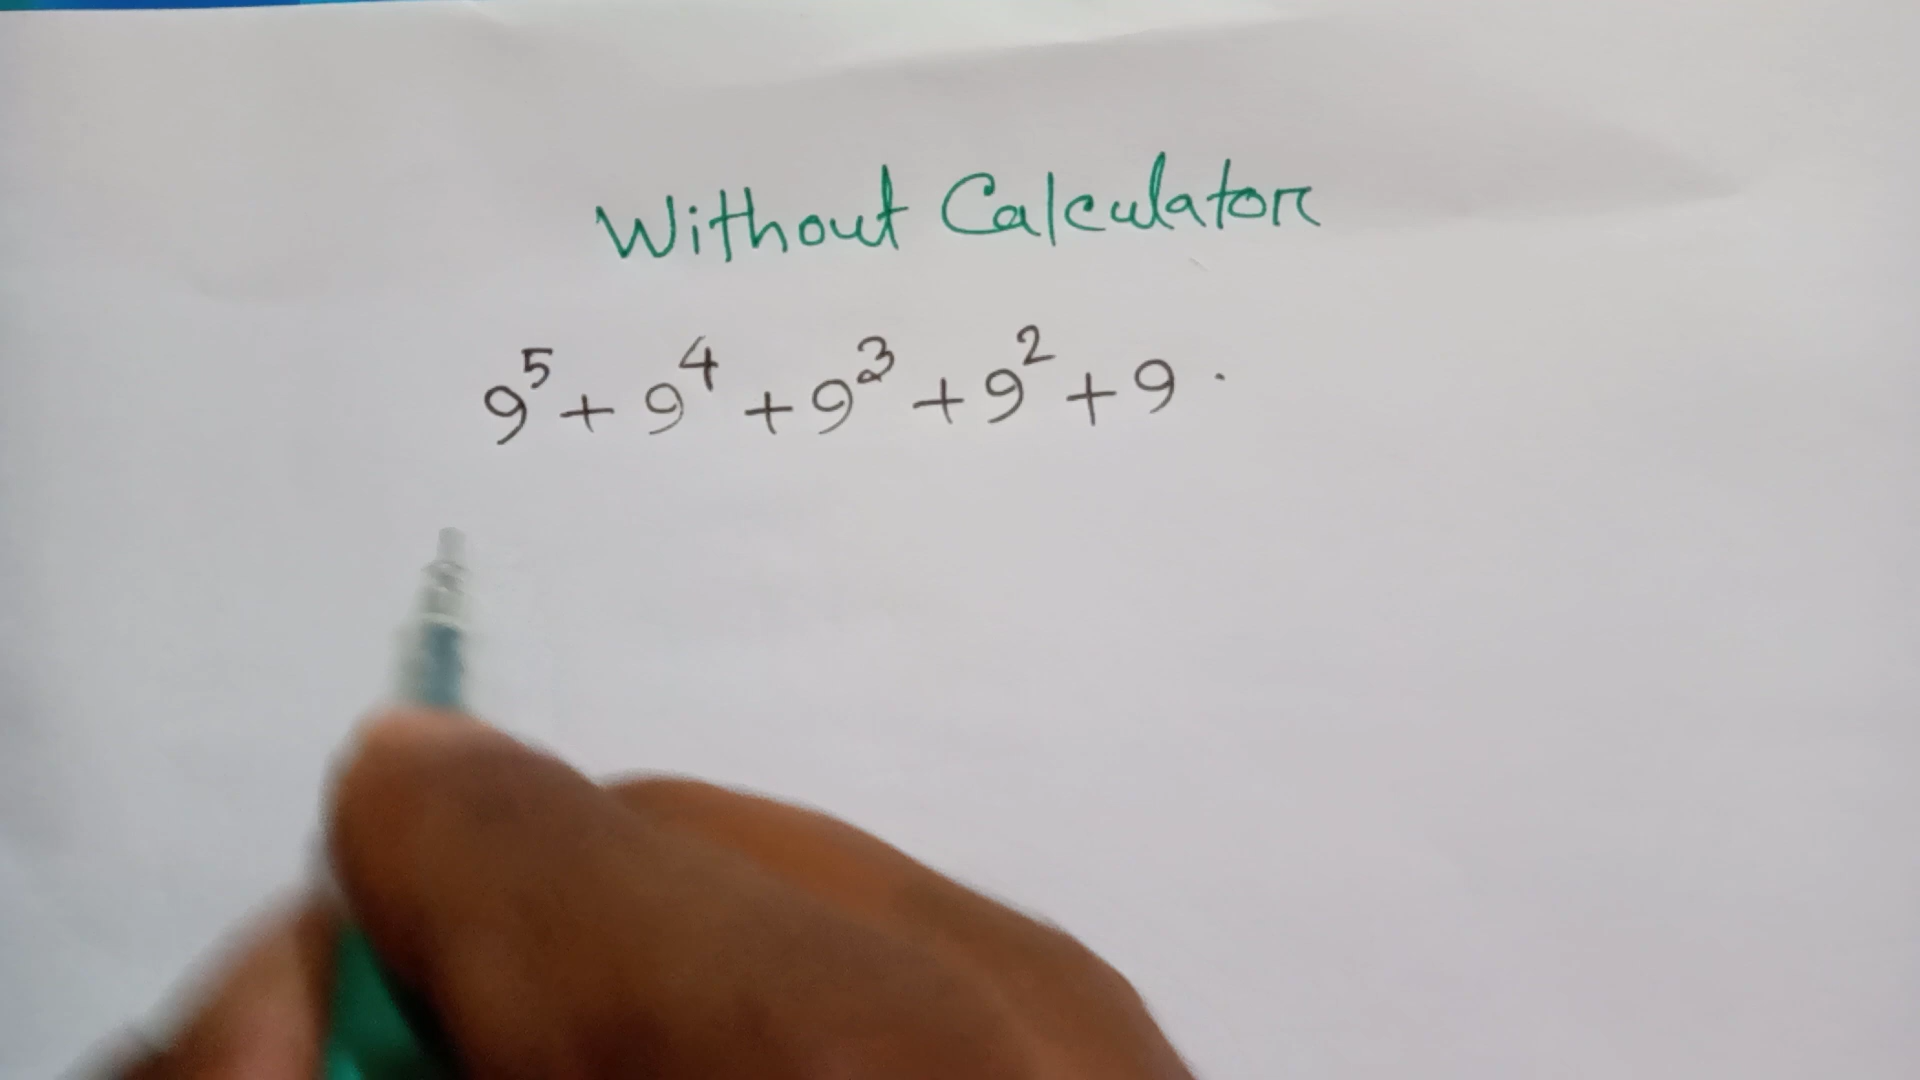 Without Calculator
9⁵ + 9⁴ + 9³ + 9² + 9 .